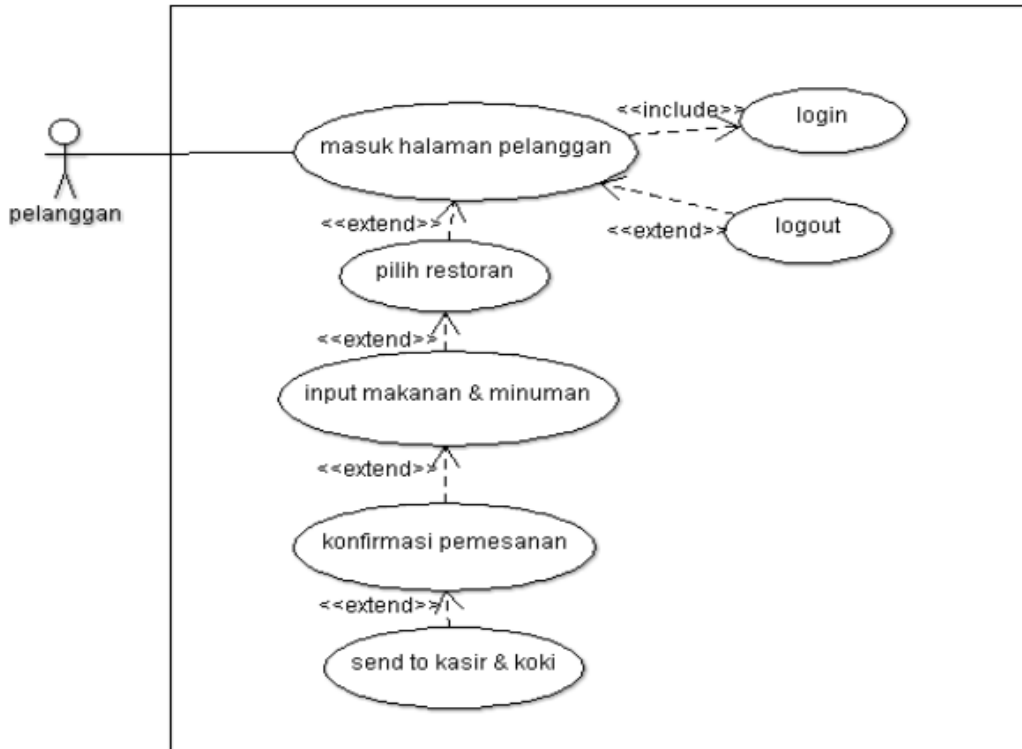 <<include>>
login
masuk halaman pelanggan
pelanggan
<<extend>>
<<extend>>
logout
pilih restoran
<<extend>>
input makanan & minuman
<<extend>>
konfirmasi pemesanan
<<extend>>
send to kasir & koki